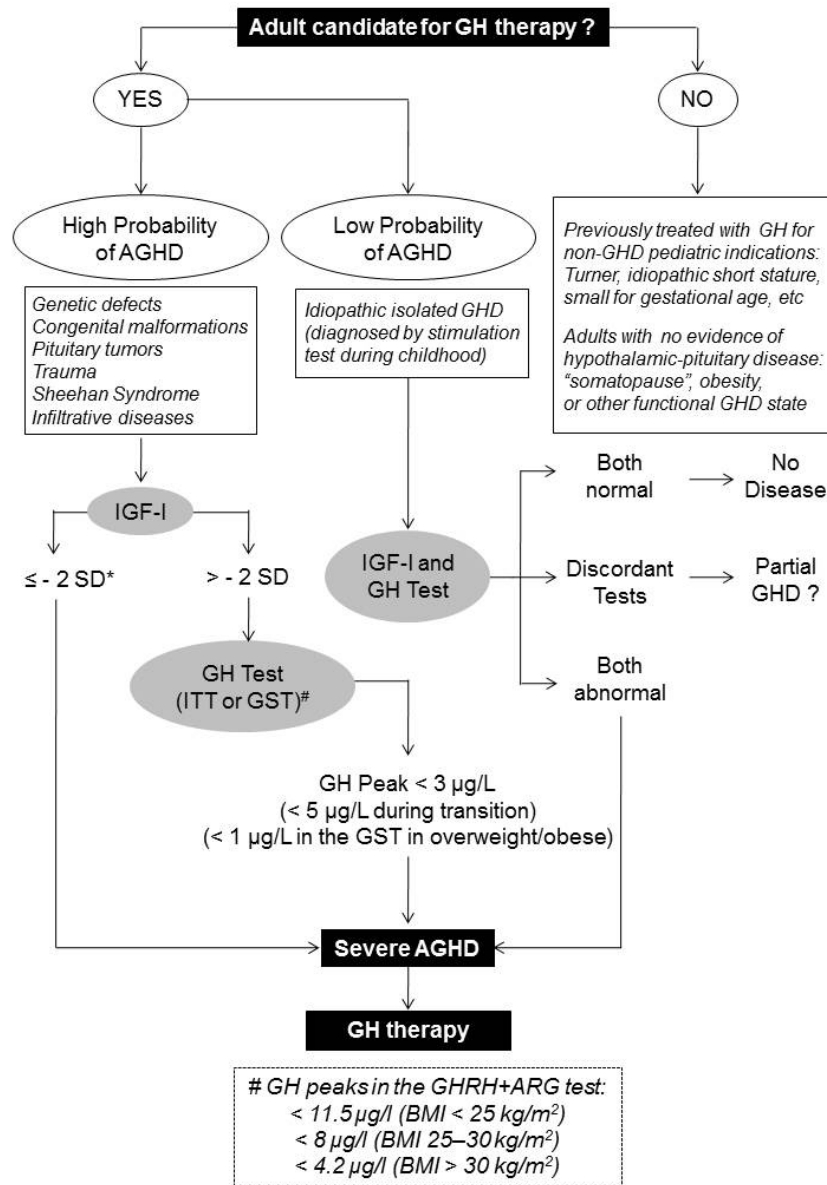 Adult candidate for GH therapy ?
YES
NO
High Probability
of AGHD
Low Probability
of AGHD
Genetic defects
Congenital malformations
Pituitary tumors
Trauma
Sheehan Syndrome
Infiltrative diseases
Idiopathic isolated GHD
(diagnosed by stimulation
test during childhood)
Previously treated with GH for
non-GHD pediatric indications:
Turner, idiopathic short stature,
small for gestational age, etc
Adults with no evidence of
hypothalamic-pituitary disease:
“somatopause”, obesity,
or other functional GHD state
IGF-I
≤ - 2 SD*
> - 2 SD
IGF-I and
GH Test
Both
normal
No
Disease
Discordant
Tests
Partial
GHD ?
Both
abnormal
GH Test
(ITT or GST)#
GH Peak < 3 µg/L
(< 5 µg/L during transition)
(< 1 µg/L in the GST in overweight/obese)
Severe AGHD
GH therapy
# GH peaks in the GHRH+ARG test:
< 11.5 µg/l (BMI < 25 kg/m²)
< 8 µg/l (BMI 25–30 kg/m²)
< 4.2 µg/l (BMI > 30 kg/m²)